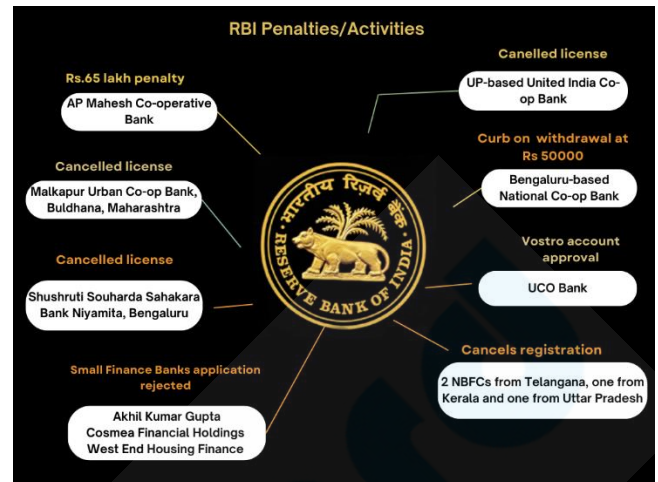 RBI Penalties/Activities
Rs.65 lakh penalty
AP Mahesh Co-operative
Bank
Cancelled license
Malkapur Urban Co-op Bank,
Buldhana, Maharashtra
Cancelled license
Shushruti Souharda Sahakara
Bank Niyamita, Bengaluru
Small Finance Banks application
rejected
Akhil Kumar Gupta
Cosmea Financial Holdings
West End Housing Finance
भारतीय रिज़र्व बैंक
RESERVE BANK OF INDIA
Canelled license
UP-based United India Co-
op Bank
Curb on withdrawal at
Rs 50000
Bengaluru-based
National Co-op Bank
Vostro account
approval
UCO Bank
Cancels registration
2 NBFCs from Telangana, one from
Kerala and one from Uttar Pradesh